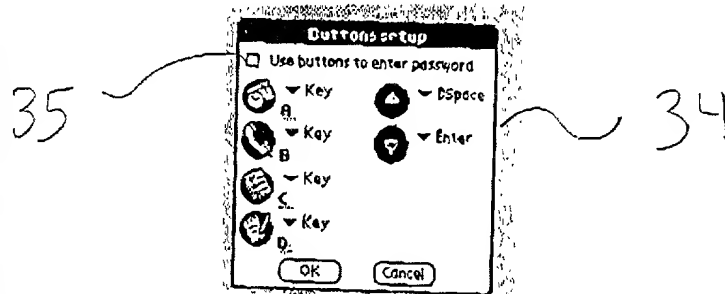 Buttons setup
Use buttons to enter password
35
34
Key
A
BSpace
Key
B
Enter
Key
C
Key
D
OK
Cancel